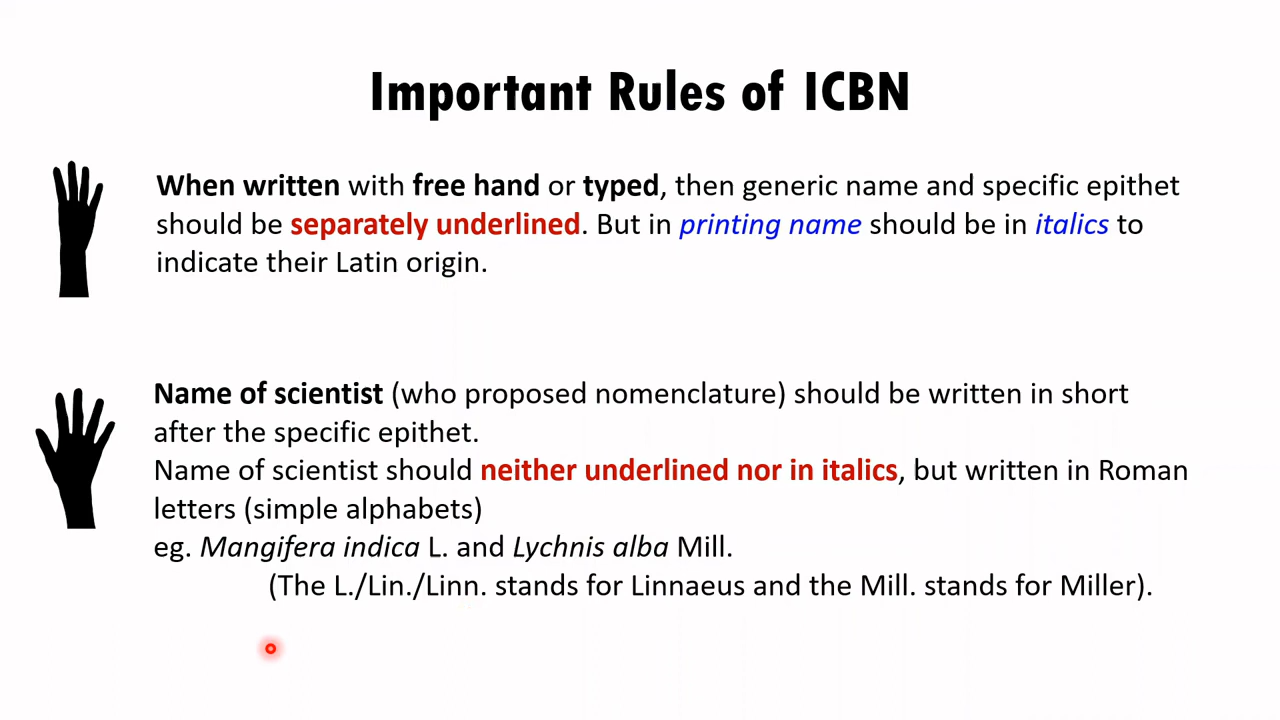 Important Rules of ICBN
When written with free hand or typed, then generic name and specific epithet
should be separately underlined. But in printing name should be in italics to
indicate their Latin origin.
Name of scientist (who proposed nomenclature) should be written in short
after the specific epithet.
Name of scientist should neither underlined nor in italics, but written in Roman
letters (simple alphabets)
eg. Mangifera indica L. and Lychnis alba Mill.
(The L./Lin./Linn. stands for Linnaeus and the Mill. stands for Miller).